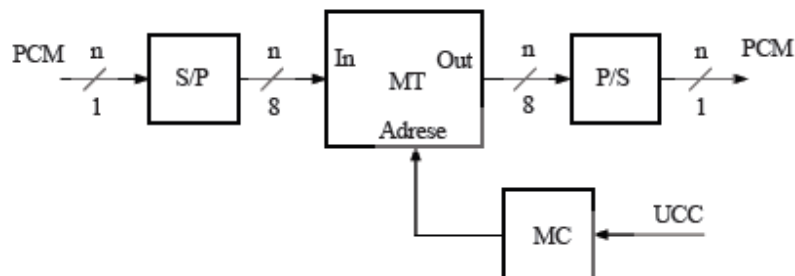 PCM n 1
S/P
n 8
In MT Out
Adrese
n 8
P/S
n 1 PCM
MC
UCC